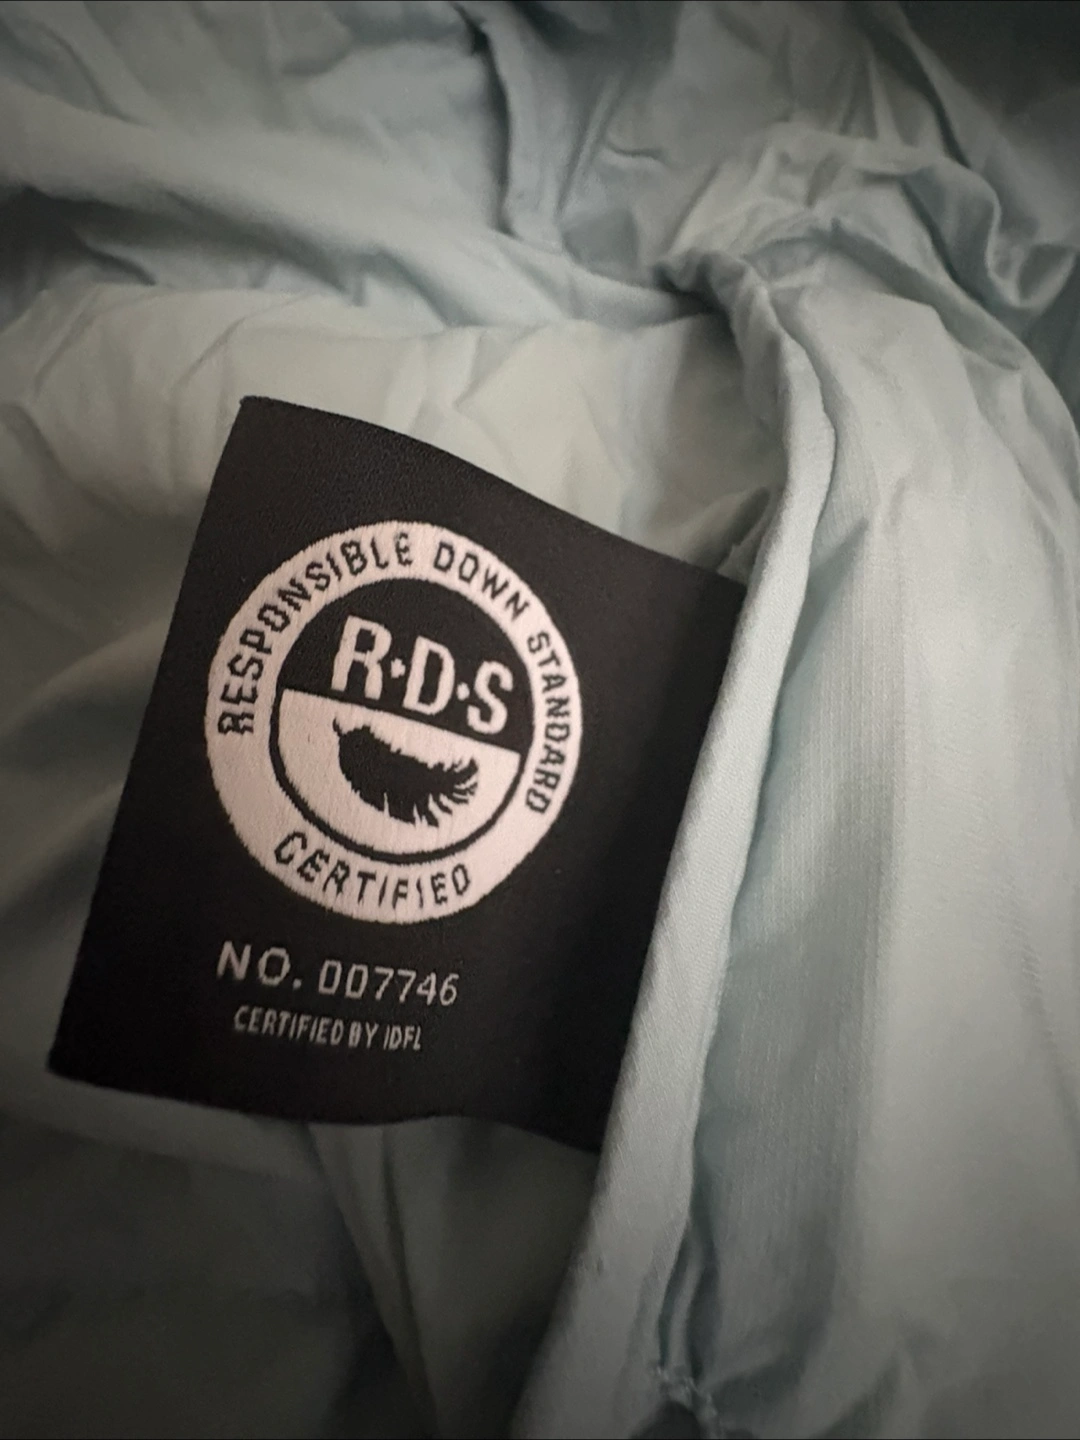 RESPONSIBLE DOWN STANDARD
R·D·S
CERTIFIED
NO. 007746
CERTIFIED BY IDFL